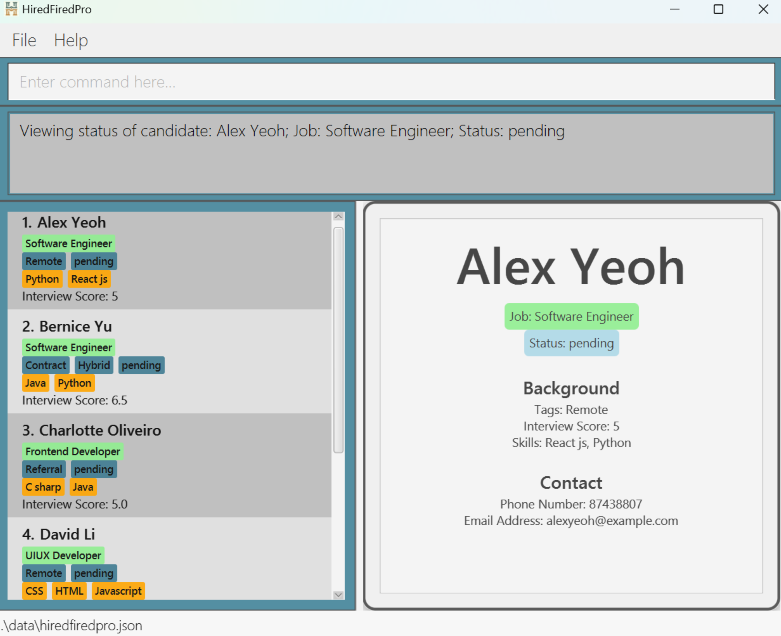 HiredFiredPro
File Help
Enter command here...
Viewing status of candidate: Alex Yeoh; Job: Software Engineer; Status: pending
1. Alex Yeoh
Software Engineer
Remote pending
Python React js
Interview Score: 5
2. Bernice Yu
Software Engineer
Contract Hybrid pending
Java Python
Interview Score: 6.5
3. Charlotte Oliveiro
Frontend Developer
Referral pending
C sharp Java
Interview Score: 5.0
4. David Li
UIUX Developer
Remote pending
CSS HTML Javascript
Alex Yeoh
Job: Software Engineer
Status: pending
Background
Tags: Remote
Interview Score: 5
Skills: React js, Python
Contact
Phone Number: 87438807
Email Address: alexyeoh@example.com
.\data\hiredfiredpro.json